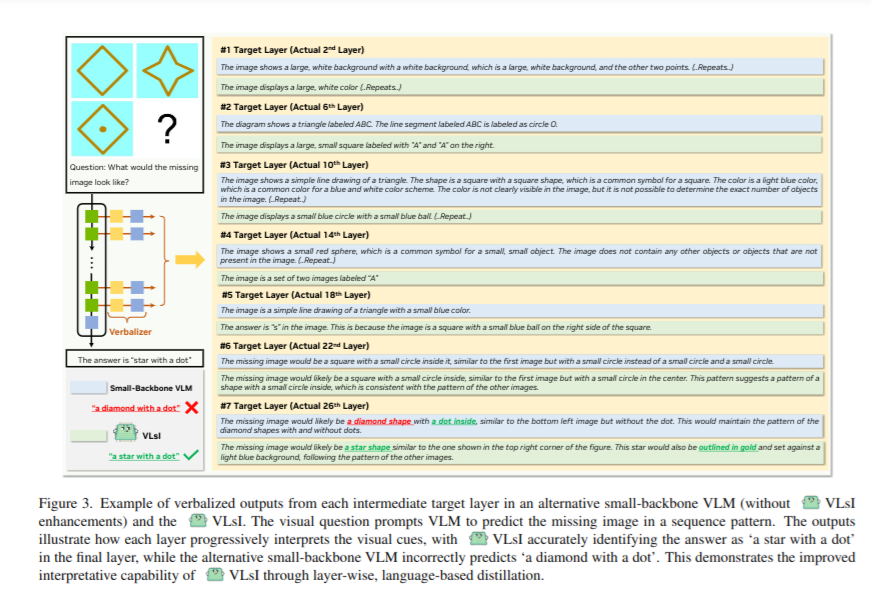 #1 Target Layer (Actual 2nd Layer)
The image shows a large, white background with a white background, which is a large, white background, and the other two points. (..Repeats..)
The image displays a large, white color (..Repeats..)
#2 Target Layer (Actual 6th Layer)
The diagram shows a triangle labeled ABC. The line segment labeled ABC is labeled as circle O.
The image displays a large, small square labeled with "A" and "A" on the right.
#3 Target Layer (Actual 10th Layer)
The image shows a simple line drawing of a triangle. The shape is a square with a square shape, which is a common symbol for a square. The color is a light blue color,
which is a common color for a blue and white color scheme. The color is not clearly visible in the image, but it is not possible to determine the exact number of objects
in the image. (..Repeat..)
The image displays a small blue circle with a small blue ball. (..Repeat..)
#4 Target Layer (Actual 14th Layer)
The image shows a small red sphere, which is a common symbol for a small, small object. The image does not contain any other objects or objects that are not
present in the image. (..Repeat..)
The image is a set of two images labeled "A"
#5 Target Layer (Actual 18th Layer)
The image is a simple line drawing of a triangle with a small blue color.
The answer is "s" in the image. This is because the image is a square with a small blue ball on the right side of the square.
#6 Target Layer (Actual 22nd Layer)
The missing image would be a square with a small circle inside it, similar to the first image but with a small circle instead of a small circle and a small circle.
The missing image would likely be a square with a small circle inside, similar to the first image but with a small circle in the center. This pattern suggests a pattern of a
shape with a small circle inside, which is consistent with the pattern of the other images.
#7 Target Layer (Actual 26th Layer)
The missing image would likely be a diamond shape with a dot inside, similar to the bottom left image but without the dot. This would maintain the pattern of the
diamond shapes with and without dots.
The missing image would likely be a star shape similar to the one shown in the top right corner of the figure. This star would also be outlined in gold and set against a
light blue background, following the pattern of the other images.
?
Question: What would the missing
image look like?
Verbalizer
The answer is "star with a dot"
Small-Backbone VLM
"a diamond with a dot"
VLsI
"a star with a dot"
Figure 3. Example of verbalized outputs from each intermediate target layer in an alternative small-backbone VLM (without VLsI
enhancements) and the VLsI. The visual question prompts VLM to predict the missing image in a sequence pattern. The outputs
illustrate how each layer progressively interprets the visual cues, with VLsI accurately identifying the answer as ‘a star with a dot’
in the final layer, while the alternative small-backbone VLM incorrectly predicts ‘a diamond with a dot’. This demonstrates the improved
interpretative capability of VLsI through layer-wise, language-based distillation.